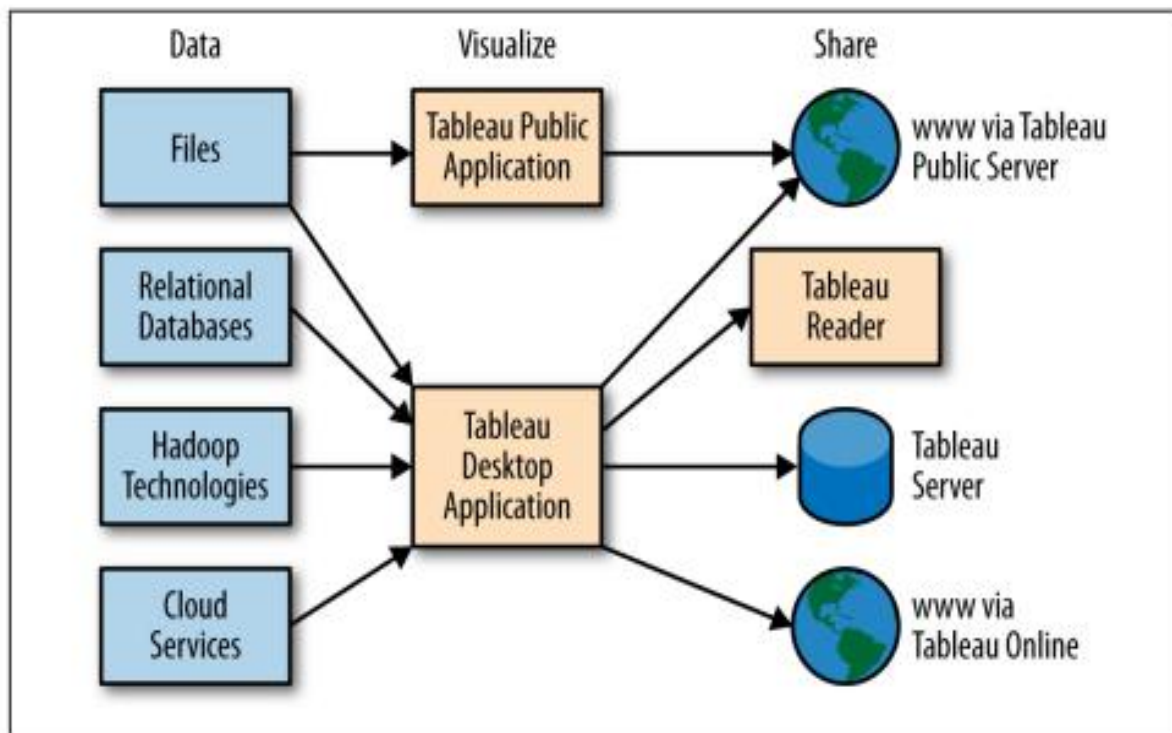 Data
Visualize
Share
Files
Tableau Public
Application
www via Tableau
Public Server
Relational
Databases
Tableau
Reader
Hadoop
Technologies
Tableau
Desktop
Application
Tableau
Server
Cloud
Services
www via
Tableau Online